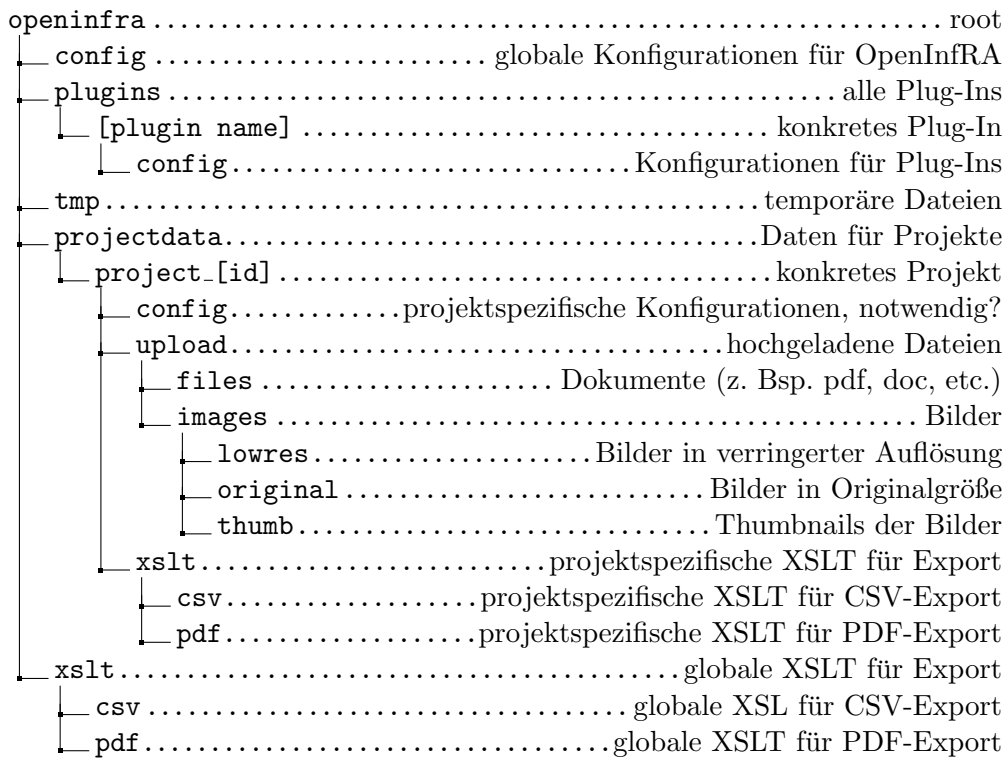 openinfra ........ root
config ........ globale Konfigurationen für OpenInfRA
plugins ........ alle Plug-Ins
[plugin name] ........ konkretes Plug-In
config ........ Konfigurationen für Plug-Ins
tmp ........ temporäre Dateien
projectdata ........ Daten für Projekte
project_[id] ........ konkretes Projekt
config ........ projektspezifische Konfigurationen, notwendig?
upload ........ hochgeladene Dateien
files ........ Dokumente (z. Bsp. pdf, doc, etc.)
images ........ Bilder
lowres ........ Bilder in verringerter Auflösung
original ........ Bilder in Originalgröße
thumb ........ Thumbnails der Bilder
xslt ........ projektspezifische XSLT für Export
csv ........ projektspezifische XSLT für CSV-Export
pdf ........ projektspezifische XSLT für PDF-Export
xslt ........ globale XSLT für Export
csv ........ globale XSL für CSV-Export
pdf ........ globale XSLT für PDF-Export